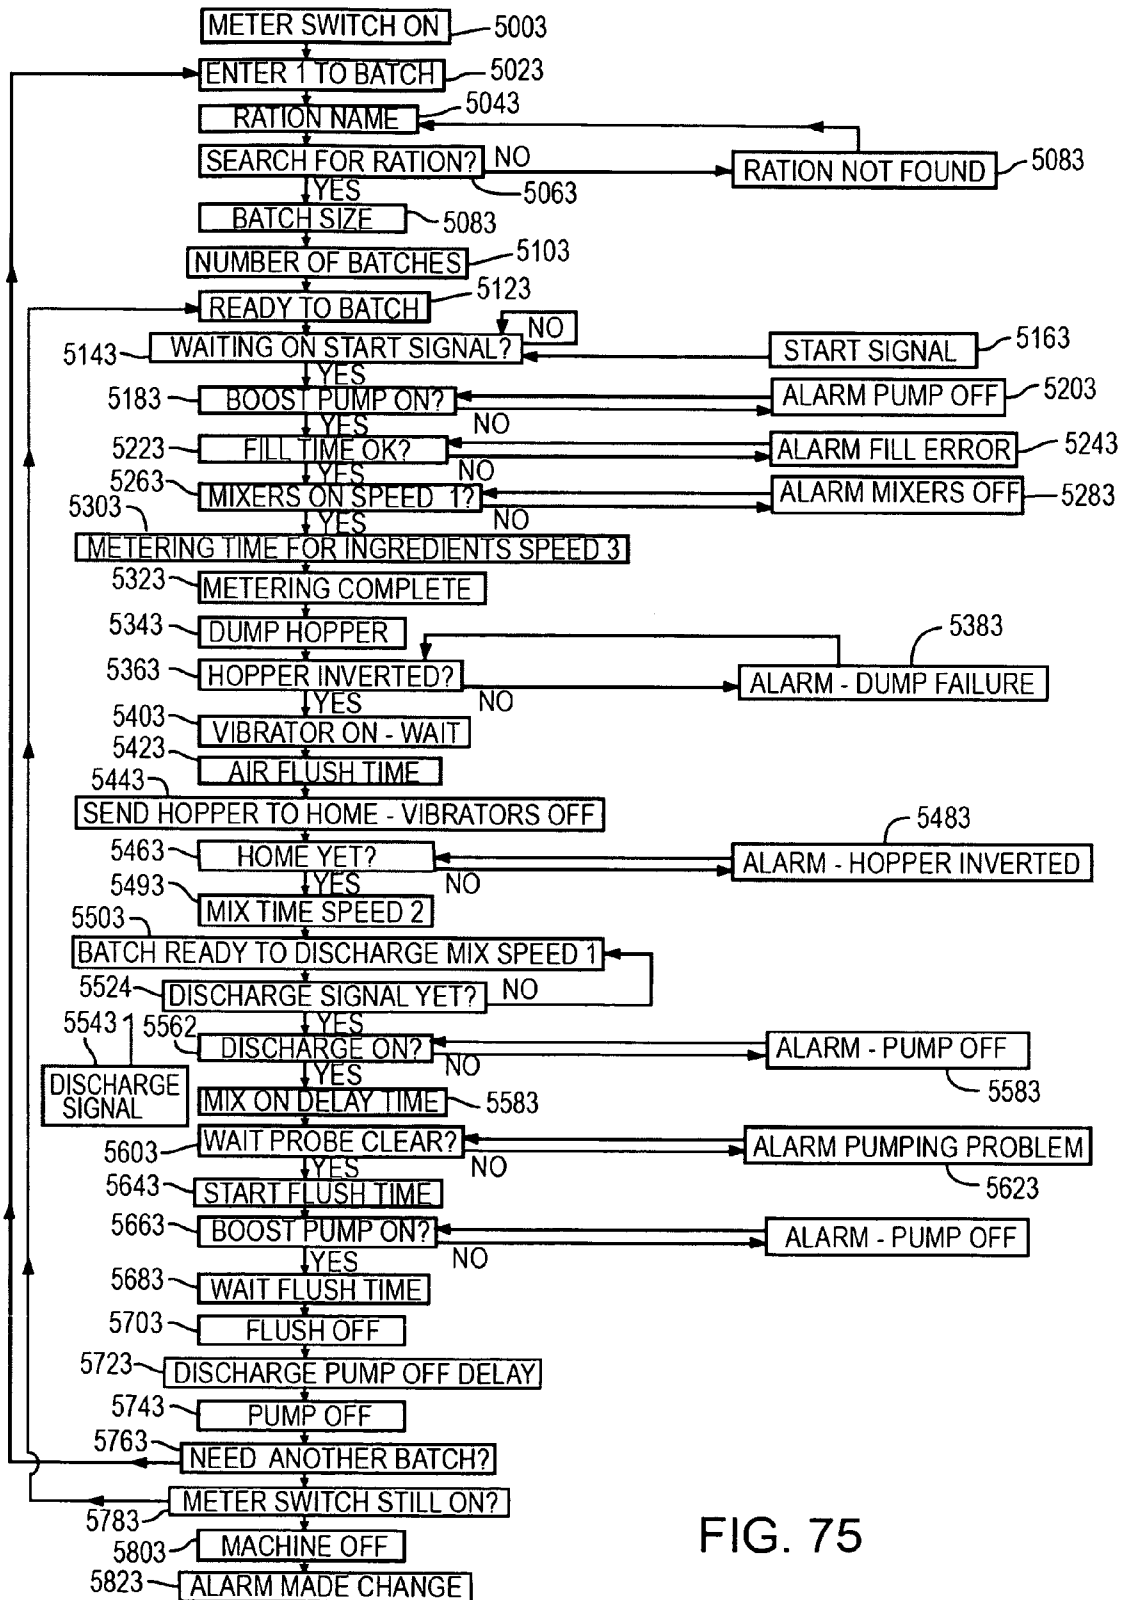 METER SWITCH ON 5003
ENTER 1 TO BATCH 5023
RATION NAME 5043
SEARCH FOR RATION? NO RATION NOT FOUND 5083
5063
YES
BATCH SIZE 5083
NUMBER OF BATCHES 5103
READY TO BATCH 5123
NO
5143 WAITING ON START SIGNAL? START SIGNAL 5163
YES
5183 BOOST PUMP ON? ALARM PUMP OFF 5203
YES NO
5223 FILL TIME OK? ALARM FILL ERROR 5243
YES NO
5263 MIXERS ON SPEED 1? ALARM MIXERS OFF 5283
YES NO
5303
METERING TIME FOR INGREDIENTS SPEED 3
5323 METERING COMPLETE
5343 DUMP HOPPER
5363 HOPPER INVERTED? ALARM - DUMP FAILURE 5383
YES NO
5403 VIBRATOR ON - WAIT
5423 AIR FLUSH TIME
5443
SEND HOPPER TO HOME - VIBRATORS OFF
5463 HOME YET? ALARM - HOPPER INVERTED 5483
YES NO
5493 MIX TIME SPEED 2
5503
BATCH READY TO DISCHARGE MIX SPEED 1
5524 DISCHARGE SIGNAL YET? NO
YES
5543 DISCHARGE SIGNAL
5562 DISCHARGE ON? ALARM - PUMP OFF 5583
YES NO
MIX ON DELAY TIME 5583
5603 WAIT PROBE CLEAR? ALARM PUMPING PROBLEM 5623
YES NO
5643 START FLUSH TIME
5663 BOOST PUMP ON? ALARM - PUMP OFF
YES NO
5683 WAIT FLUSH TIME
5703 FLUSH OFF
5723 DISCHARGE PUMP OFF DELAY
5743 PUMP OFF
5763 NEED ANOTHER BATCH?
5783 METER SWITCH STILL ON?
5803 MACHINE OFF
5823 ALARM MADE CHANGE
FIG. 75